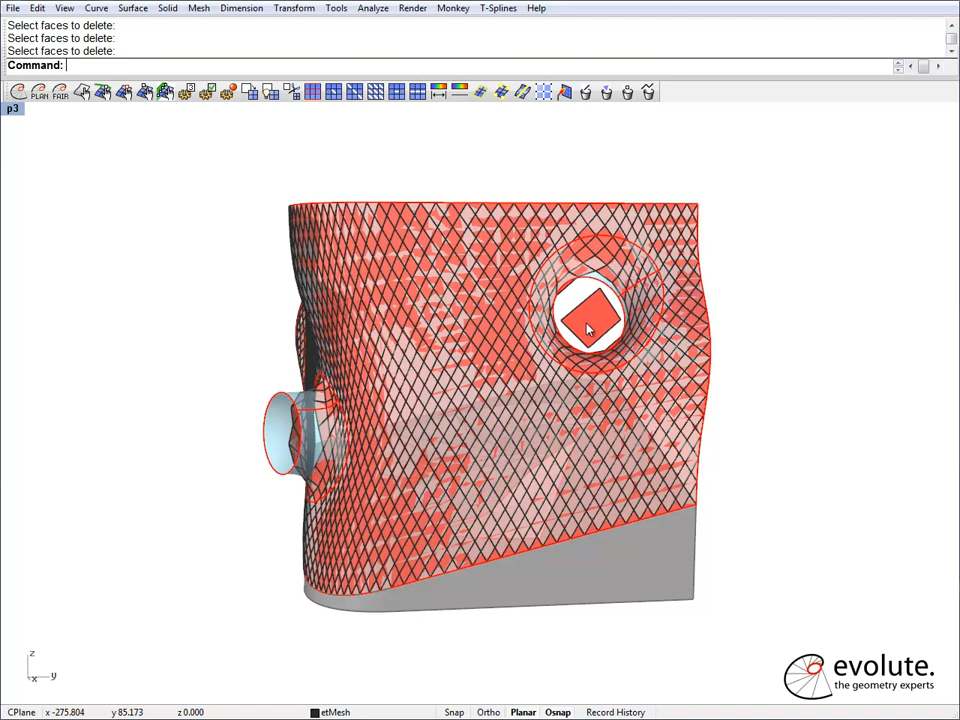 File Edit View Curve Surface Solid Mesh Dimension Transform Tools Analyze Render Monkey T-Splines Help
Select faces to delete:
Select faces to delete:
Select faces to delete:
Command:
PLAN FAIR
p3
z
x y
evolute.
the geometry experts
CPlane x -275.804 y 85.173 z 0.000 etMesh Snap Ortho Planar Osnap Record History